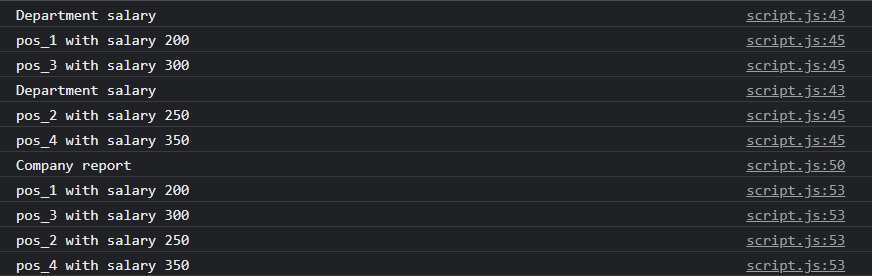 Department salary script.js:43
pos_1 with salary 200 script.js:45
pos_3 with salary 300 script.js:45
Department salary script.js:43
pos_2 with salary 250 script.js:45
pos_4 with salary 350 script.js:45
Company report script.js:50
pos_1 with salary 200 script.js:53
pos_3 with salary 300 script.js:53
pos_2 with salary 250 script.js:53
pos_4 with salary 350 script.js:53